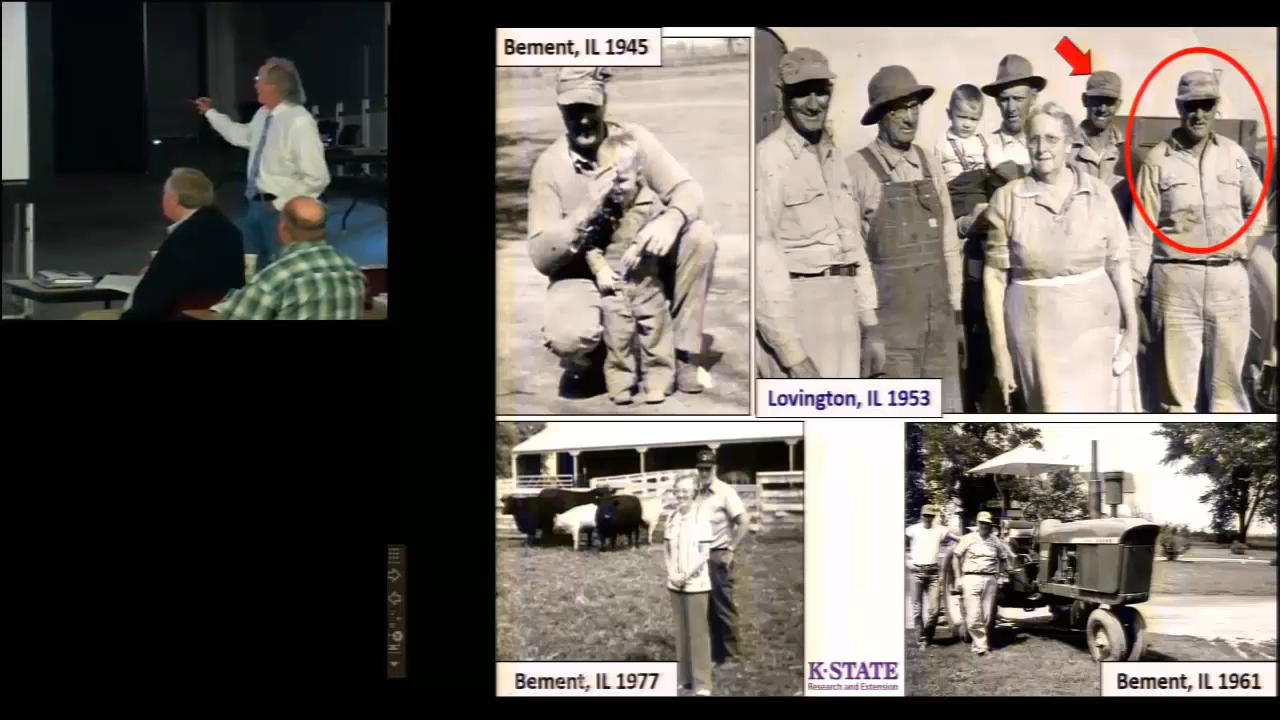 Bement, IL 1945
Lovington, IL 1953
Bement, IL 1977
K-STATE
Research and Extension
Bement, IL 1961